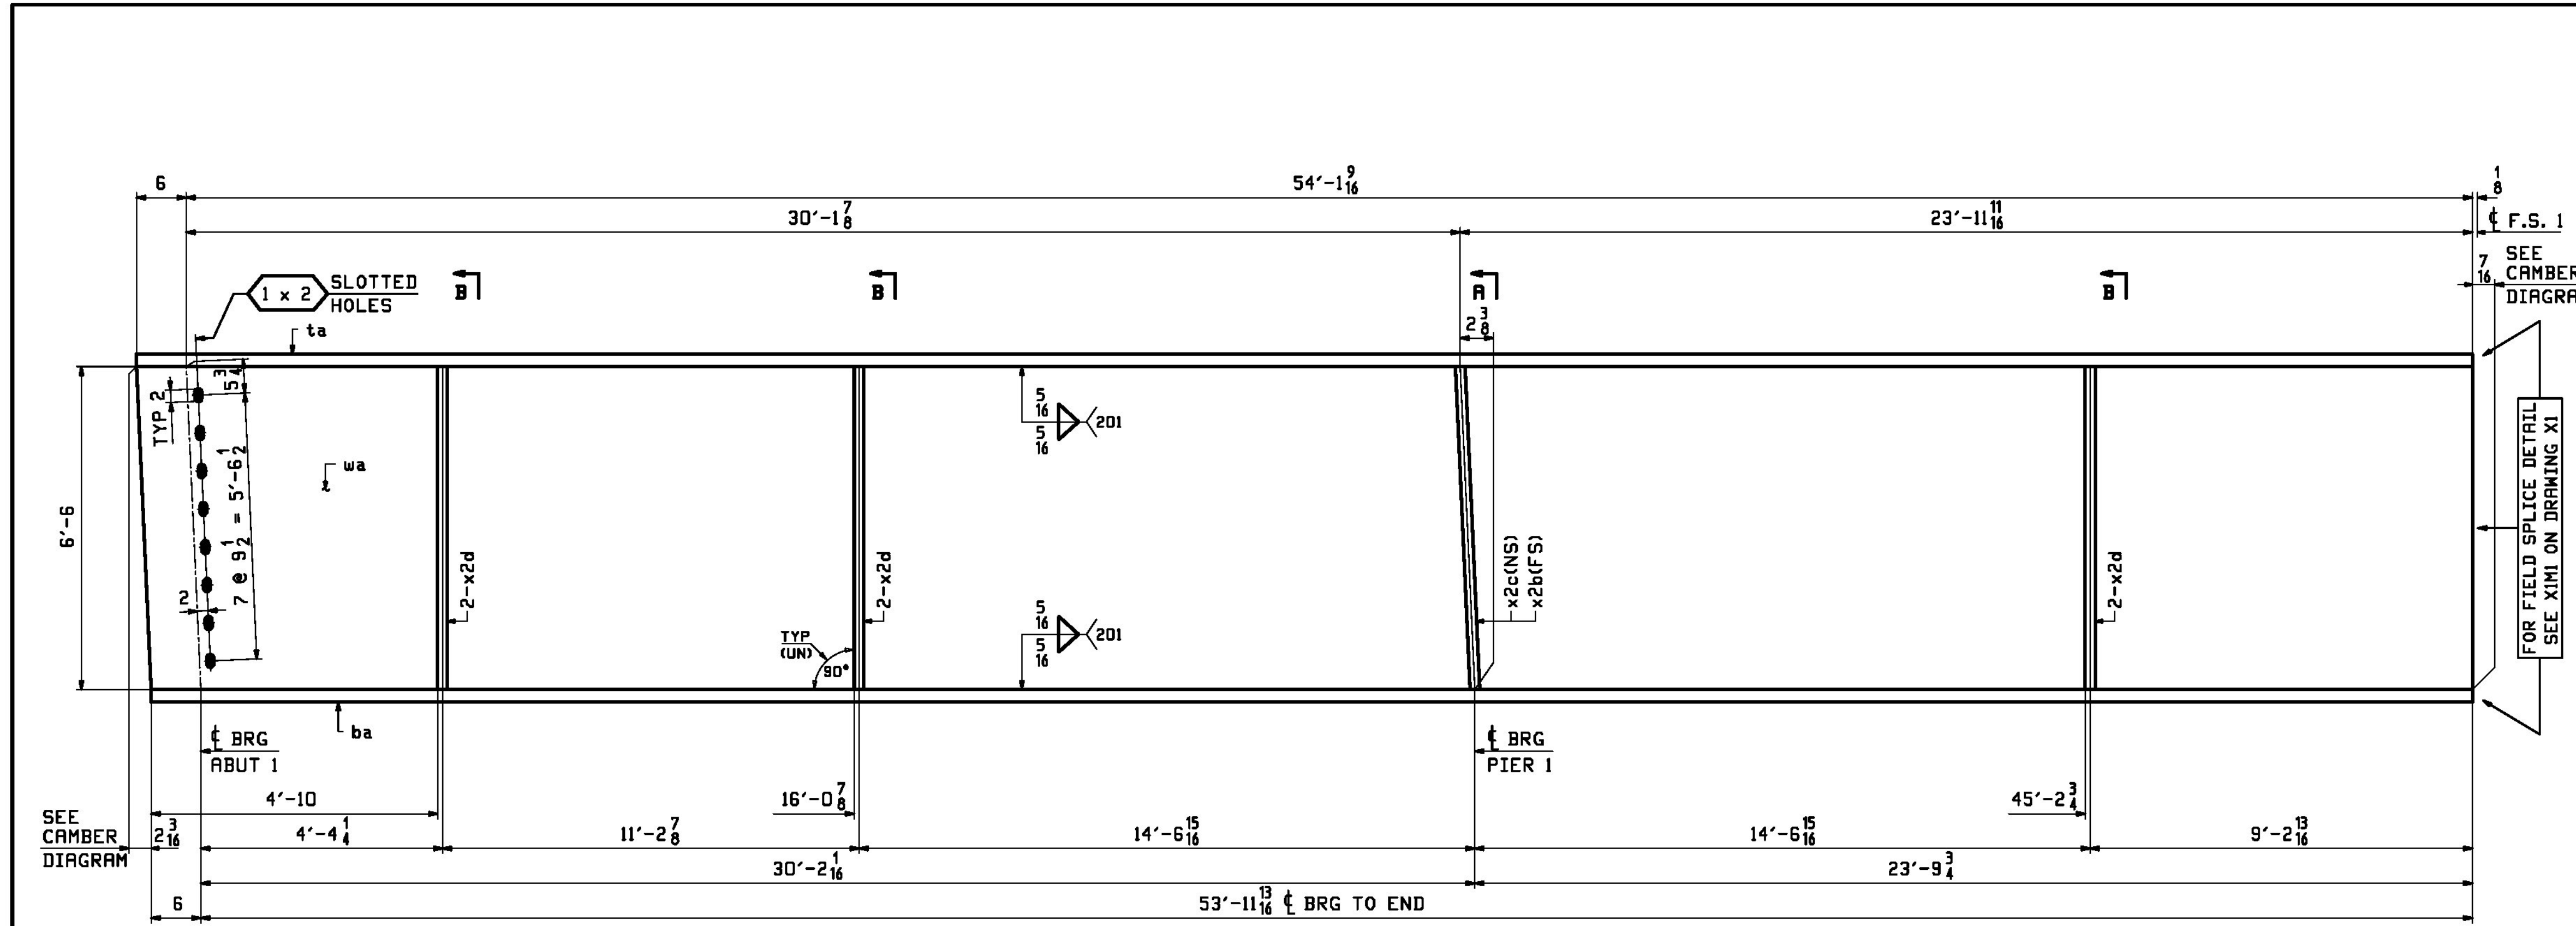 6
54'-1 9/16
1/8
30'-1 7/8
23'-11 11/16
℄ F.S. 1
SEE
CAMBER
DIAGRA
7/16
1 x 2
SLOTTED
HOLES
B
B
A
B
2 3/8
ta
5 3/4
TYP 2
wa
7 @ 9 1/2 = 5'-6 1/2
2
6'-6
5/16
5/16
201
5/16
5/16
201
2-x2d
2-x2d
TYP
(UN)
90°
x2c(NS)
x2b(FS)
2-x2d
FOR FIELD SPLICE DETAIL
SEE X1M1 ON DRAWING X1
ba
℄ BRG
ABUT 1
℄ BRG
PIER 1
4'-10
16'-0 7/8
45'-2 3/4
SEE
CAMBER
DIAGRAM
2 3/16
4'-4 1/4
11'-2 7/8
14'-6 15/16
14'-6 15/16
9'-2 13/16
30'-2 1/16
23'-9 3/4
6
53'-11 13/16 ℄ BRG TO END